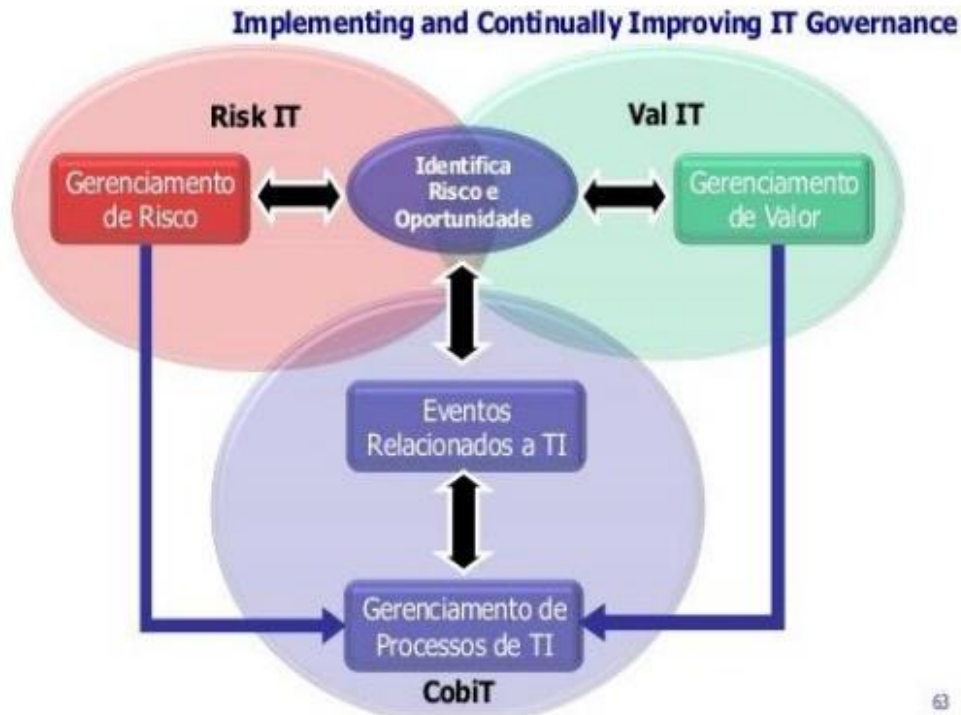 Implementing and Continually Improving IT Governance
Risk IT
Val IT
Gerenciamento
de Risco
Identifica
Risco e
Oportunidade
Gerenciamento
de Valor
Eventos
Relacionados a TI
Gerenciamento de
Processos de TI
CobiT
63